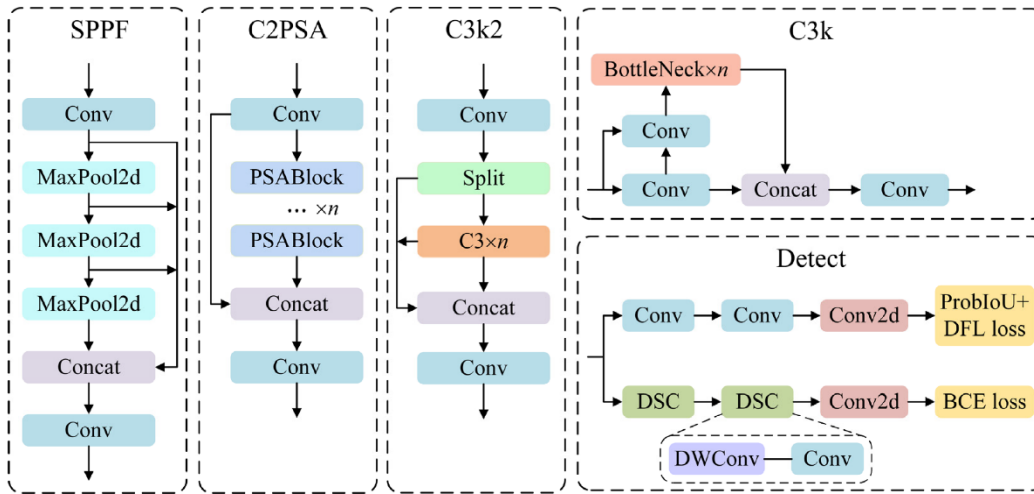 SPPF
Conv
MaxPool2d
MaxPool2d
MaxPool2d
Concat
Conv
C2PSA
Conv
PSABlock
... ×n
PSABlock
Concat
Conv
C3k2
Conv
Split
C3×n
Concat
Conv
C3k
BottleNeck×n
Conv
Conv Concat Conv
Detect
Conv Conv Conv2d ProbIoU+
DFL loss
DSC DSC Conv2d BCE loss
DWConv Conv